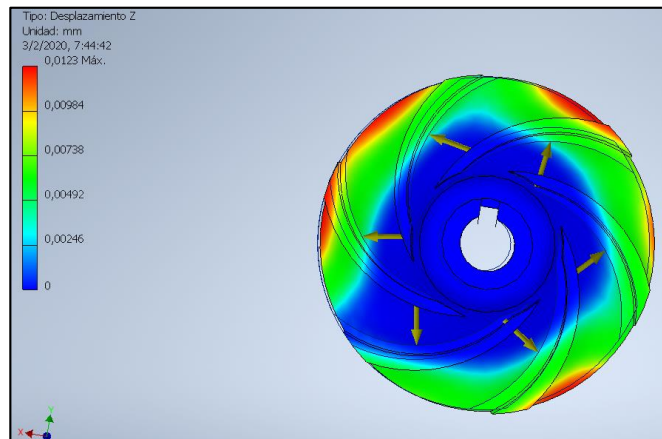 Tipo: Desplazamiento Z
Unidad: mm
3/2/2020, 7:44:42
0,0123 Máx.
0,00984
0,00738
0,00492
0,00246
0
Y
X